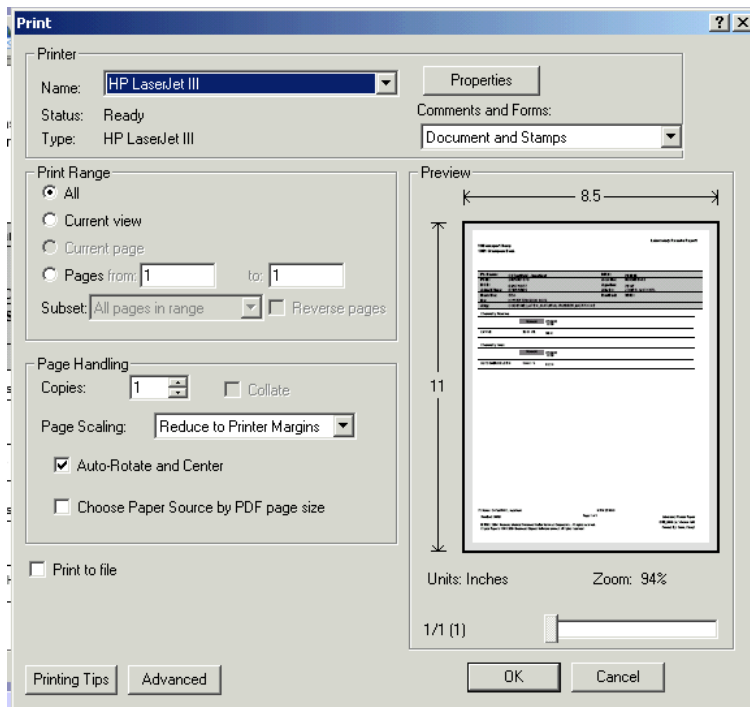 Print
Printer
Name: HP LaserJet III
Properties
Status: Ready
Comments and Forms:
Type: HP LaserJet III
Document and Stamps
Print Range
All
Current view
Current page
Pages from: 1 to: 1
Subset: All pages in range Reverse pages
Preview
8.5
11
Units: Inches Zoom: 94%
1/1 (1)
Page Handling
Copies: 1 Collate
Page Scaling: Reduce to Printer Margins
Auto-Rotate and Center
Choose Paper Source by PDF page size
Print to file
Printing Tips Advanced OK Cancel